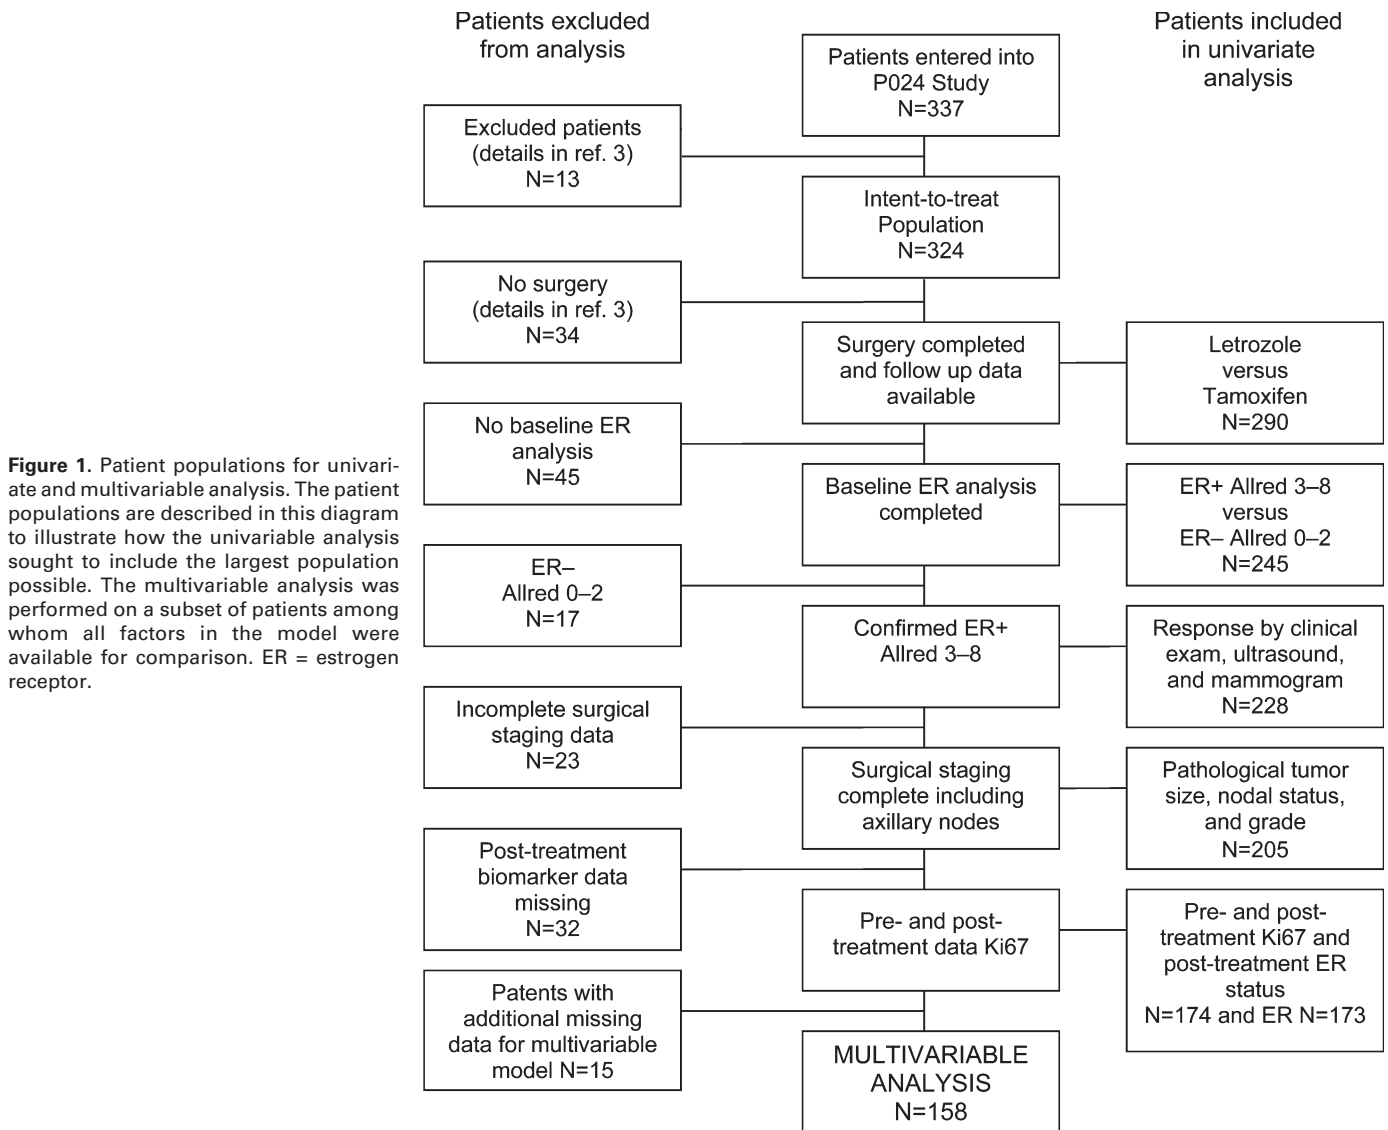 Patients excluded
from analysis
Patients included
in univariate
analysis
Patients entered into
P024 Study
N=337
Excluded patients
(details in ref. 3)
N=13
Intent-to-treat
Population
N=324
No surgery
(details in ref. 3)
N=34
Surgery completed
and follow up data
available
Letrozole
versus
Tamoxifen
N=290
No baseline ER
analysis
N=45
Baseline ER analysis
completed
ER+ Allred 3–8
versus
ER– Allred 0–2
N=245
ER–
Allred 0–2
N=17
Confirmed ER+
Allred 3–8
Response by clinical
exam, ultrasound,
and mammogram
N=228
Incomplete surgical
staging data
N=23
Surgical staging
complete including
axillary nodes
Pathological tumor
size, nodal status,
and grade
N=205
Post-treatment
biomarker data
missing
N=32
Pre- and post-
treatment data Ki67
Pre- and post-
treatment Ki67 and
post-treatment ER
status
N=174 and ER N=173
Patents with
additional missing
data for multivariable
model N=15
MULTIVARIABLE
ANALYSIS
N=158
Figure 1. Patient populations for univari-
ate and multivariable analysis. The patient
populations are described in this diagram
to illustrate how the univariable analysis
sought to include the largest population
possible. The multivariable analysis was
performed on a subset of patients among
whom all factors in the model were
available for comparison. ER = estrogen
receptor.